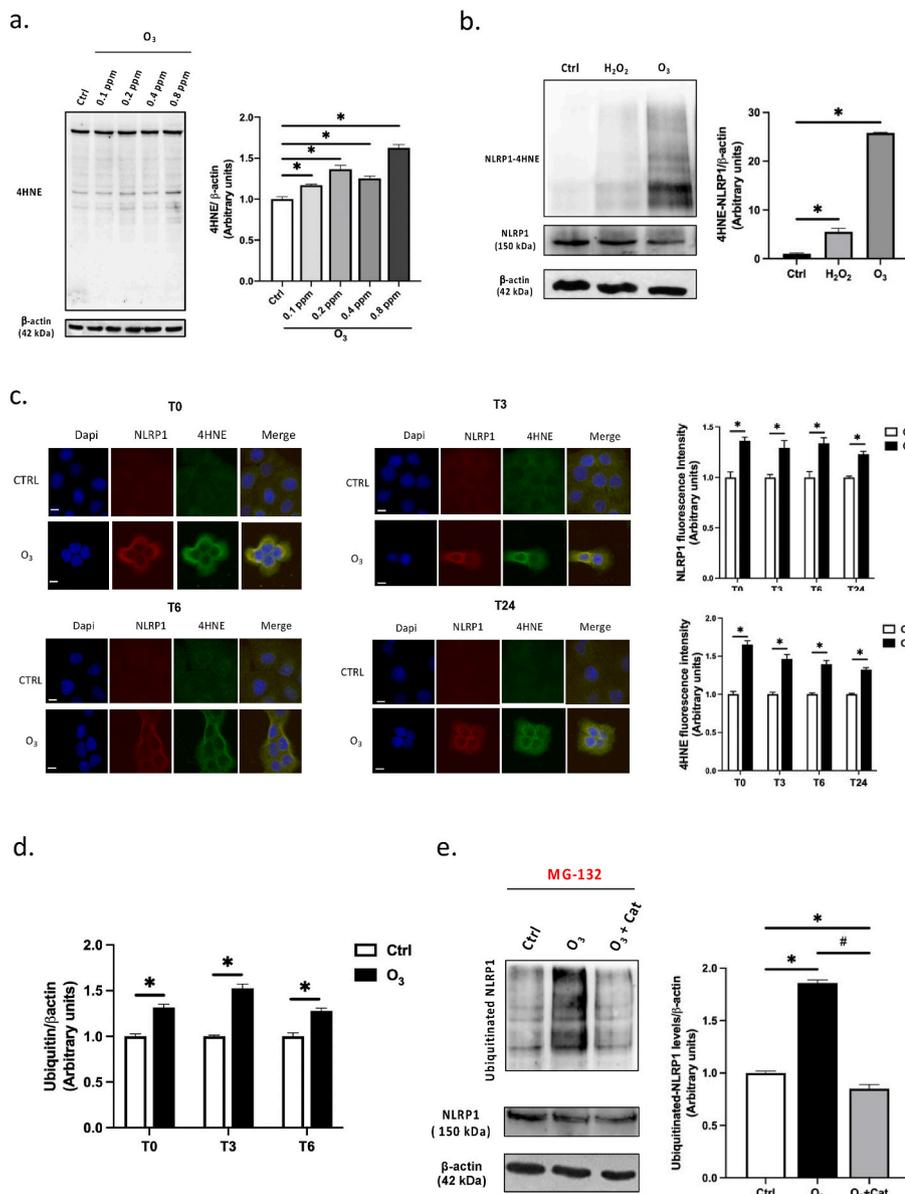 a.
O3
Ctrl
0.1 ppm
0.2 ppm
0.4 ppm
0.8 ppm
4HNE
β-actin
(42 kDa)
4HNE/ β-actin
(Arbitrary units)
2.0
1.5
1.0
0.5
0.0
* * * *
Ctrl
0.1 ppm
0.2 ppm
0.4 ppm
0.8 ppm
O3
b.
Ctrl H2O2 O3
NLRP1-4HNE
NLRP1
(150 kDa)
β-actin
(42 kDa)
4HNE-NLRP1/β-actin
(Arbitrary units)
30
20
10
0
* *
Ctrl H2O2 O3
c.
T0
Dapi NLRP1 4HNE Merge
CTRL
O3
T3
Dapi NLRP1 4HNE Merge
CTRL
O3
T6
Dapi NLRP1 4HNE Merge
CTRL
O3
T24
Dapi NLRP1 4HNE Merge
CTRL
O3
NLRP1 fluorescence Intensity
(Arbitrary units)
1.5
1.0
0.5
0.0
* * * *
T0 T3 T6 T24
4HNE fluorescence intensity
(Arbitrary units)
2.0
1.5
1.0
0.5
0.0
* * * *
T0 T3 T6 T24
d.
Ubiquitin/βactin
(Arbitrary units)
2.0
1.5
1.0
0.5
0.0
* * *
T0 T3 T6
Ctrl
O3
e.
MG-132
Ctrl
O3
O3 + Cat
Ubiquitinated NLRP1
NLRP1
( 150 kDa)
β-actin
(42 kDa)
Ubiquitinated-NLRP1 levels/β-actin
(Arbitrary units)
2.0
1.5
1.0
0.5
0.0
*
* #
Ctrl